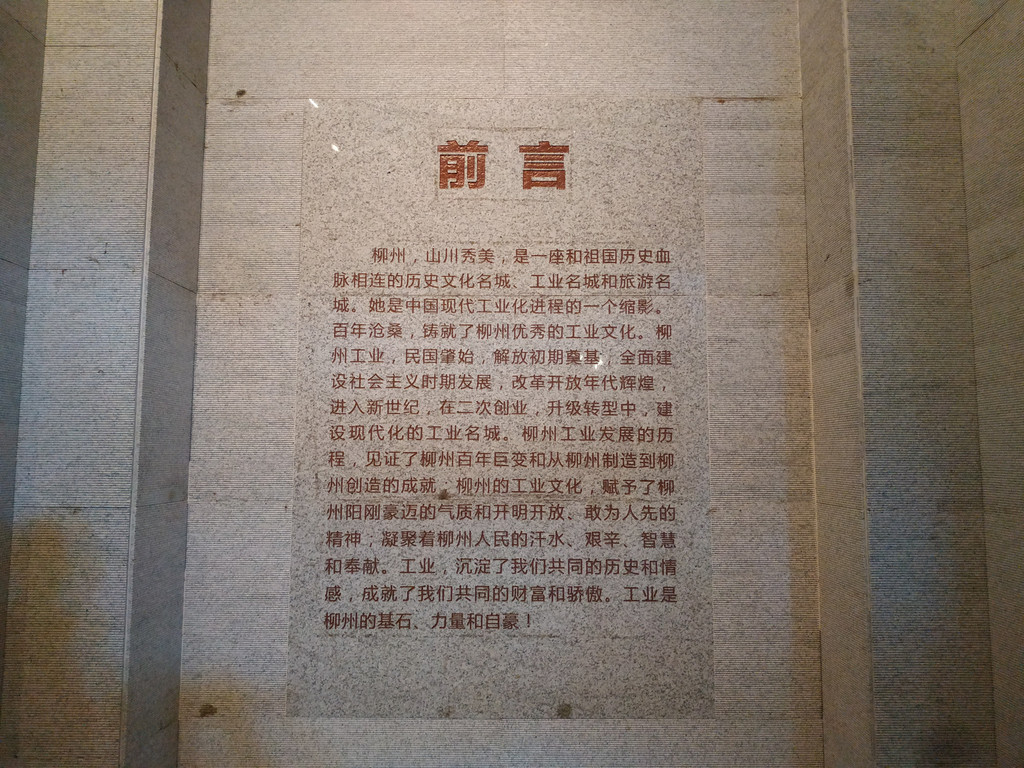 前言
柳州，山川秀美，是一座和祖国历史血
脉相连的历史文化名城、工业名城和旅游名
城。她是中国现代工业化进程的一个缩影。
百年沧桑，铸就了柳州优秀的工业文化。柳
州工业，民国肇始，解放初期奠基，全面建
设社会主义时期发展，改革开放年代辉煌，
进入新世纪，在二次创业，升级转型中，建
设现代化的工业名城。柳州工业发展的历
程，见证了柳州百年巨变和从柳州制造到柳
州创造的成就；柳州的工业文化，赋予了柳
州阳刚豪迈的气质和开明开放、敢为人先的
精神；凝聚着柳州人民的汗水、艰辛、智慧
和奉献。工业，沉淀了我们共同的历史和情
感，成就了我们共同的财富和骄傲。工业是
柳州的基石、力量和自豪！